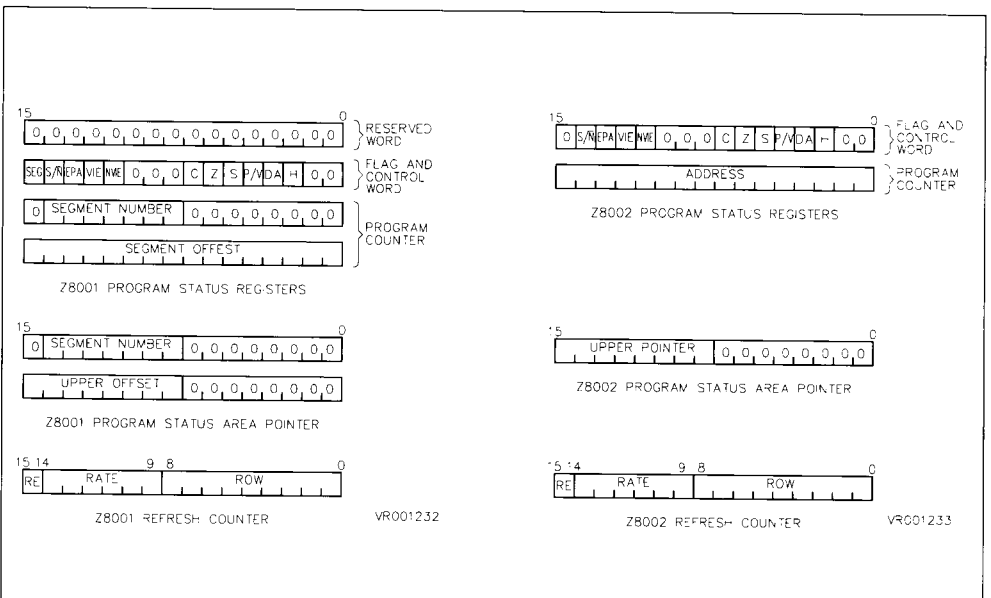 15 0
0 0 0 0 0 0 0 0 0 0 0 0 0 0 0 0
RESERVED
WORD
SEG S/N̅ EPA VIE NVIE 0 0 0 C Z S P/V DA H 0 0
FLAG AND
CONTROL
WORD
0 SEGMENT NUMBER 0 0 0 0 0 0 0 0
SEGMENT OFFEST
PROGRAM
COUNTER
Z8001 PROGRAM STATUS REGISTERS
15 0
0 SEGMENT NUMBER 0 0 0 0 0 0 0 0
UPPER OFFSET 0 0 0 0 0 0 0 0
Z8001 PROGRAM STATUS AREA POINTER
15 14 9 8 0
RE RATE ROW
Z8001 REFRESH COUNTER
VR001232
15 0
0 S/N̅ EPA VIE NVIE 0 0 0 C Z S P/V DA H 0 0
FLAG AND
CONTROL
WORD
ADDRESS
PROGRAM
COUNTER
Z8002 PROGRAM STATUS REGISTERS
15 0
UPPER POINTER 0 0 0 0 0 0 0 0
Z8002 PROGRAM STATUS AREA POINTER
15 14 9 8 0
RE RATE ROW
Z8002 REFRESH COUNTER
VR001233